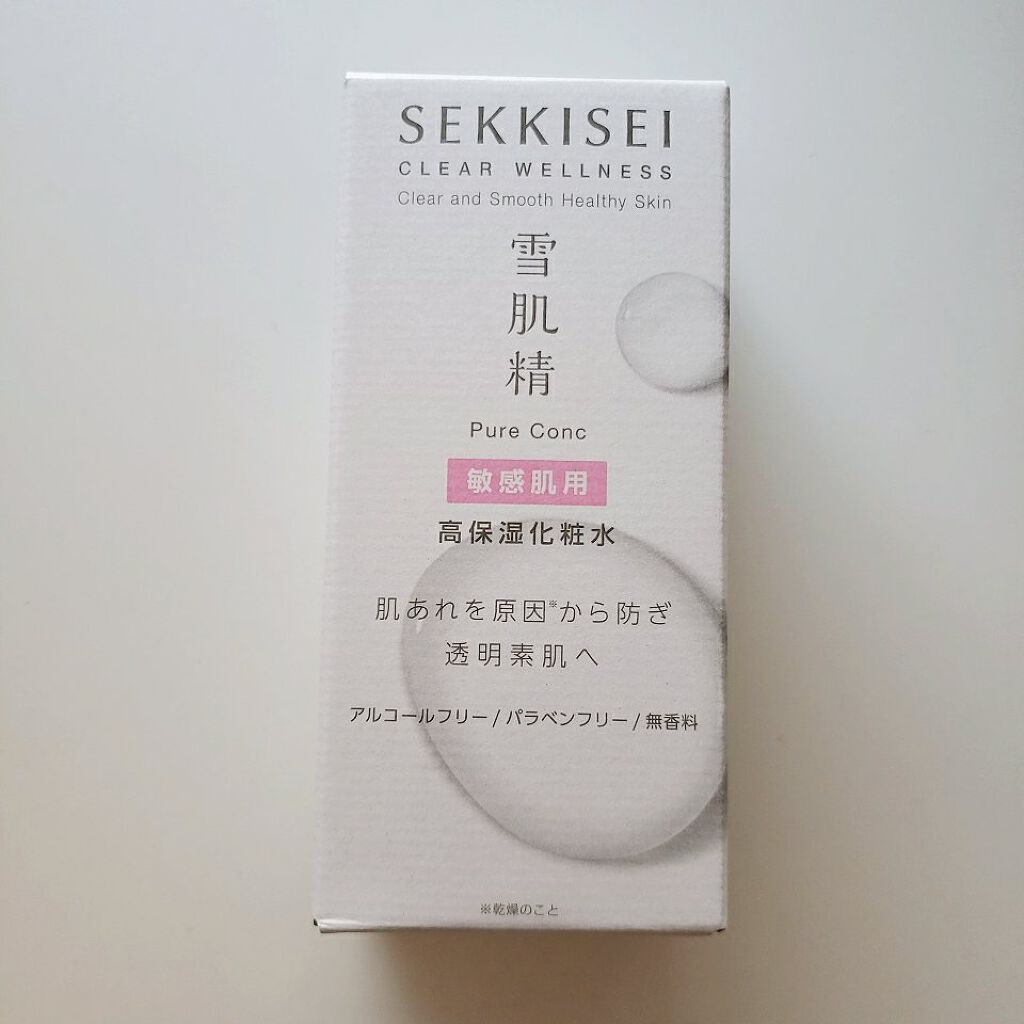 SEKKISEI
CLEAR WELLNESS
Clear and Smooth Healthy Skin
雪
肌
精
Pure Conc
敏感肌用
高保湿化粧水
肌あれを原因※から防ぎ
透明素肌へ
アルコールフリー/パラベンフリー/無香料
※乾燥のこと